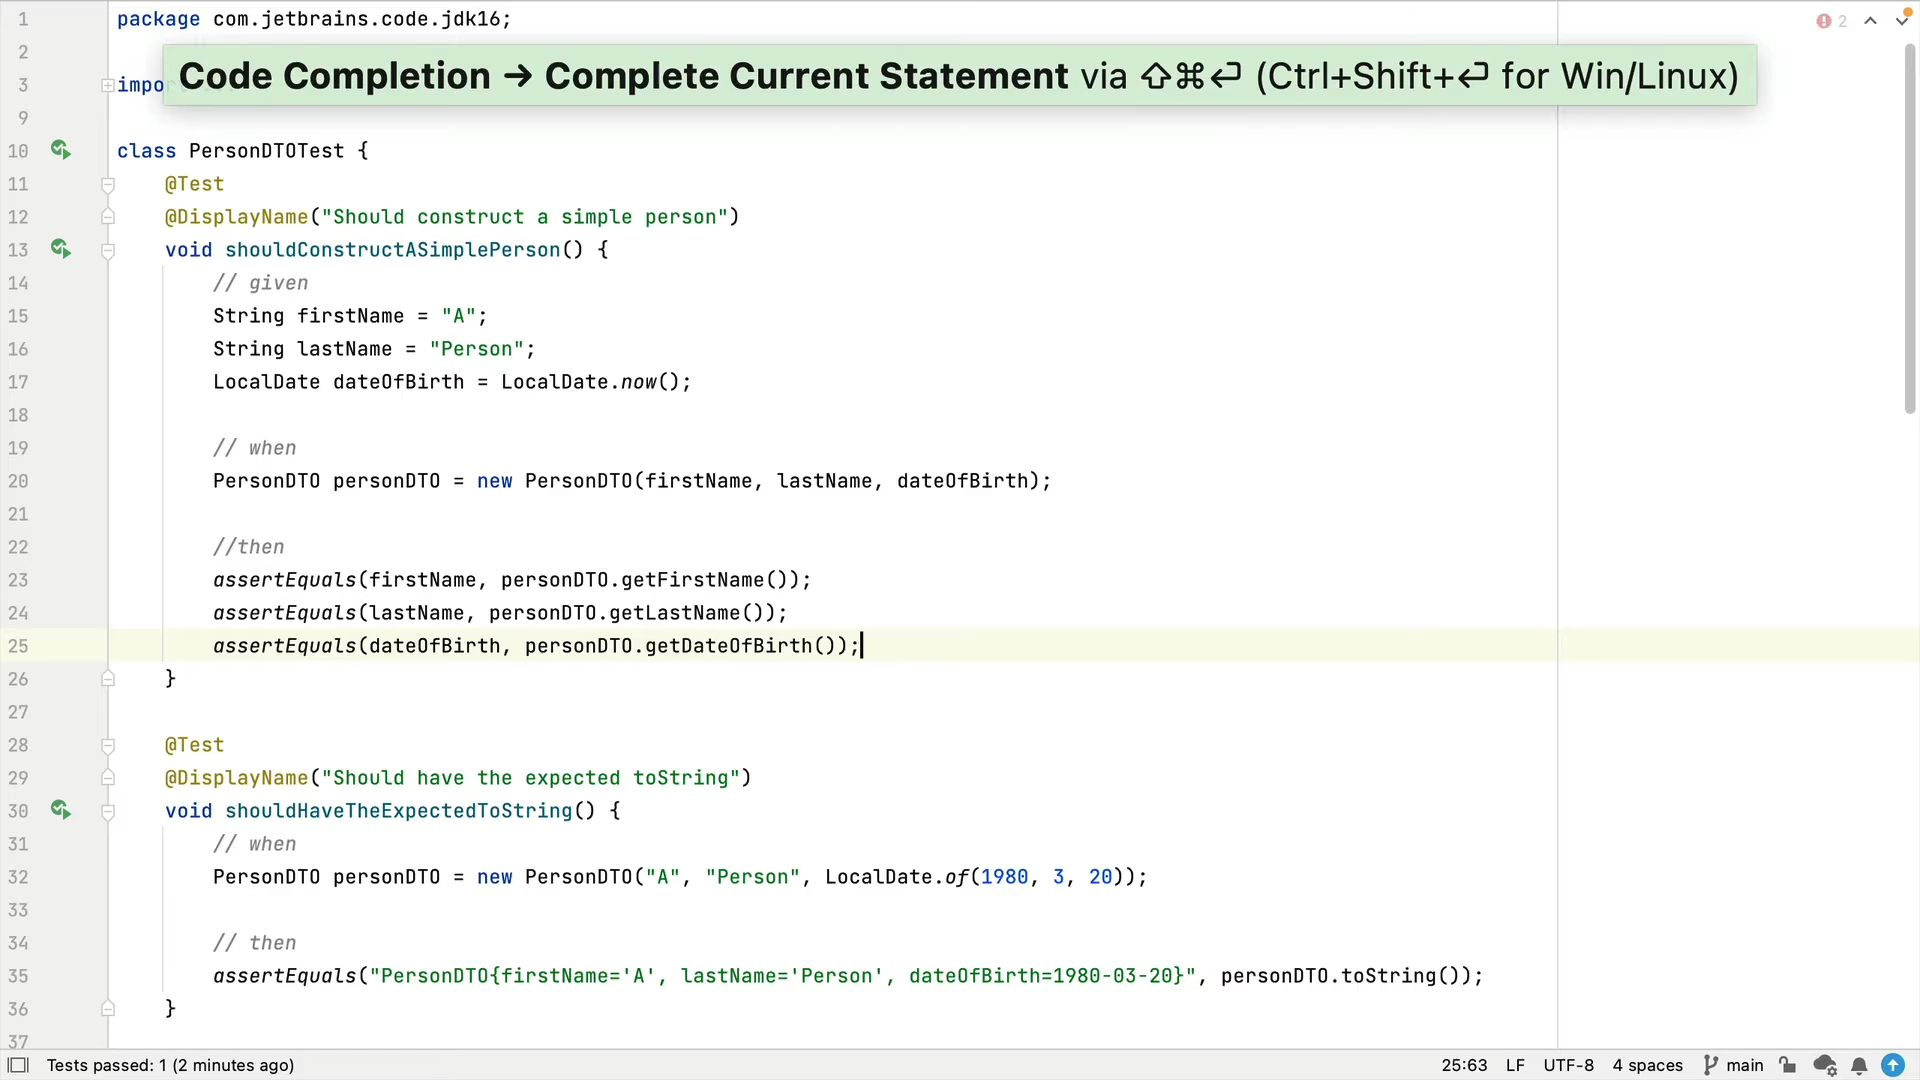 1 package com.jetbrains.code.jdk16;
2
Code Completion → Complete Current Statement via ⇧⌘⏎ (Ctrl+Shift+⏎ for Win/Linux)
3 impo
9
10 class PersonDTOTest {
11 @Test
12 @DisplayName("Should construct a simple person")
13 void shouldConstructASimplePerson() {
14 // given
15 String firstName = "A";
16 String lastName = "Person";
17 LocalDate dateOfBirth = LocalDate.now();
18
19 // when
20 PersonDTO personDTO = new PersonDTO(firstName, lastName, dateOfBirth);
21
22 //then
23 assertEquals(firstName, personDTO.getFirstName());
24 assertEquals(lastName, personDTO.getLastName());
25 assertEquals(dateOfBirth, personDTO.getDateOfBirth());
26 }
27
28 @Test
29 @DisplayName("Should have the expected toString")
30 void shouldHaveTheExpectedToString() {
31 // when
32 PersonDTO personDTO = new PersonDTO("A", "Person", LocalDate.of(1980, 3, 20));
33
34 // then
35 assertEquals("PersonDTO{firstName='A', lastName='Person', dateOfBirth=1980-03-20}", personDTO.toString());
36 }
37
2
Tests passed: 1 (2 minutes ago)
25:63 LF UTF-8 4 spaces main